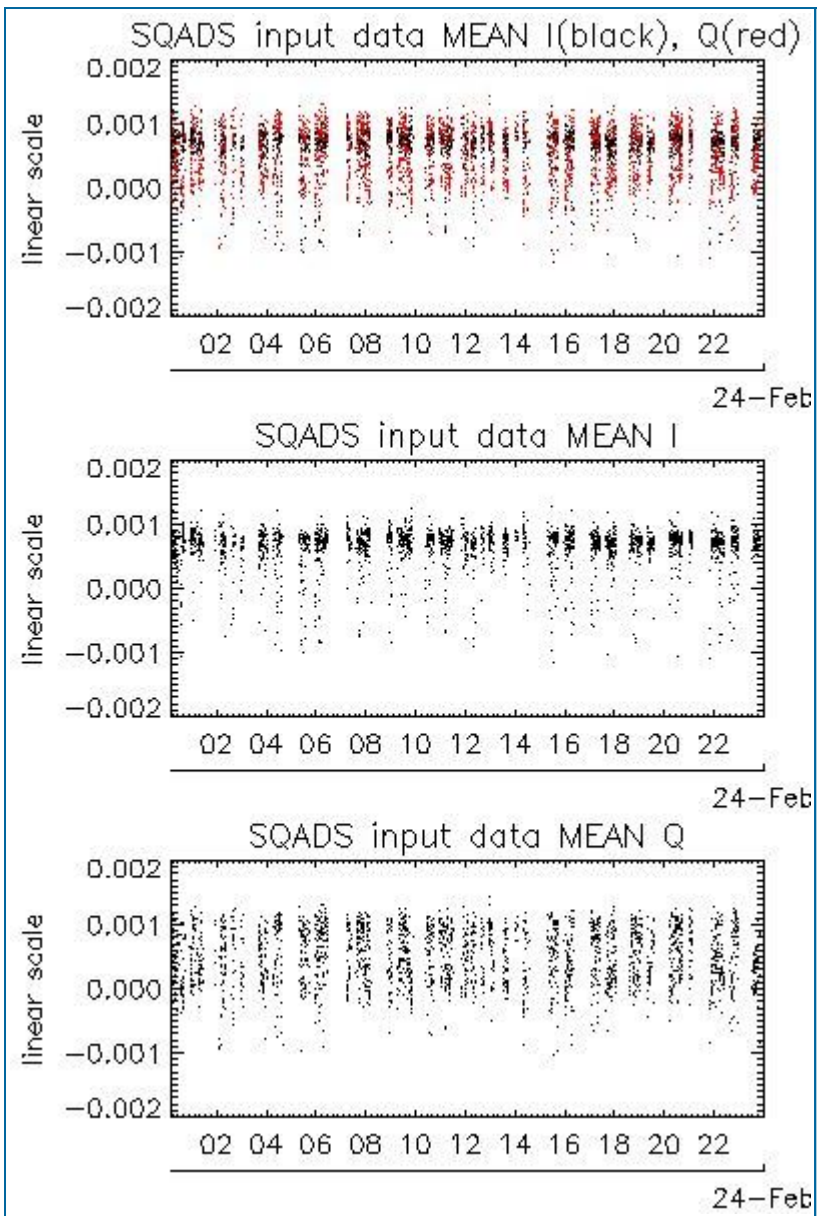 SQADS input data MEAN I(black), Q(red)
0.002
0.001
0.000
−0.001
−0.002
linear scale
02 04 06 08 10 12 14 16 18 20 22
24−Feb
SQADS input data MEAN I
0.002
0.001
0.000
−0.001
−0.002
linear scale
02 04 06 08 10 12 14 16 18 20 22
24−Feb
SQADS input data MEAN Q
0.002
0.001
0.000
−0.001
−0.002
linear scale
02 04 06 08 10 12 14 16 18 20 22
24−Feb